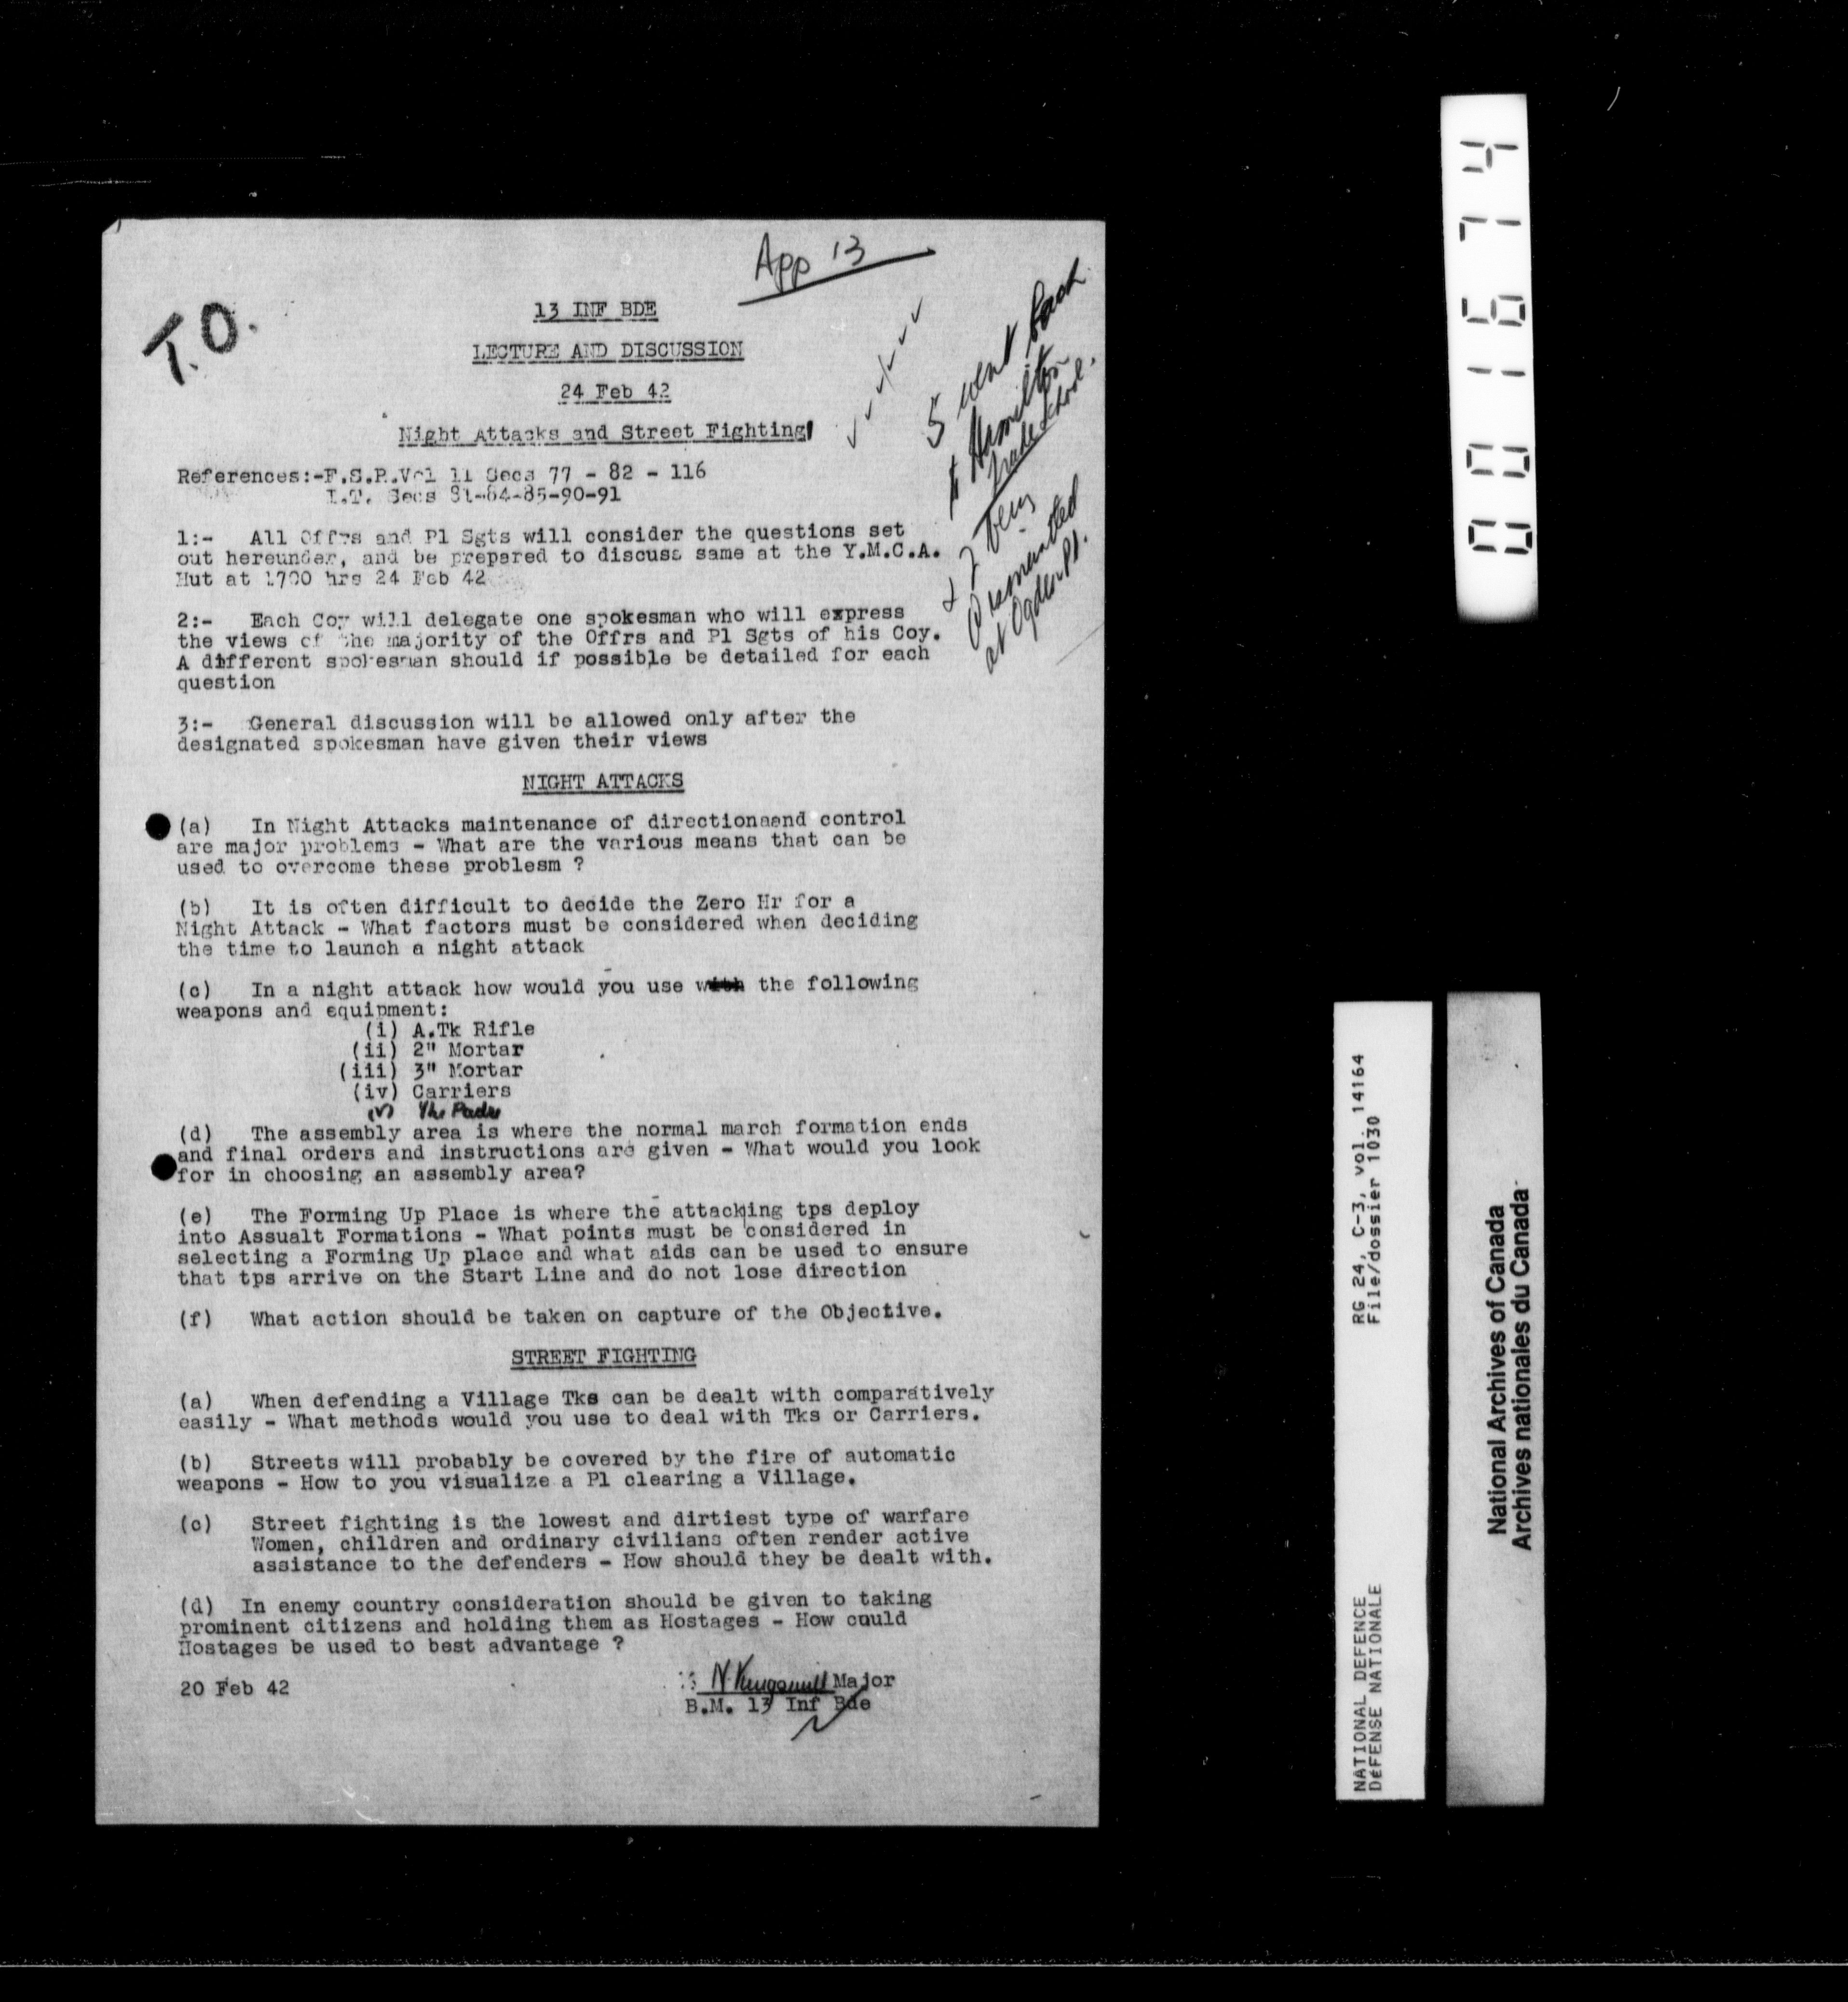 App 13
T.O.
13 INF BDE
LECTURE AND DISCUSSION
24 Feb 42
Night Attacks and Street Fighting
5 went back
to Hamilton
trade school.
& 2 being
Dismantled
at Ogden Pt.
References:-F.S.R.Vol 11 Secs 77 - 82 - 116
I.T. Secs 81-84-85-90-91
1:- All Offrs and Pl Sgts will consider the questions set
out hereunder, and be prepared to discuss same at the Y.M.C.A.
Hut at 1700 hrs 24 Feb 42
2:- Each Coy will delegate one spokesman who will express
the views of the majority of the Offrs and Pl Sgts of his Coy.
A different spokesman should if possible be detailed for each
question
3:- General discussion will be allowed only after the
designated spokesman have given their views
NIGHT ATTACKS
(a) In Night Attacks maintenance of directionaend control
are major problems - What are the various means that can be
used to overcome these problesm ?
(b) It is often difficult to decide the Zero Hr for a
Night Attack - What factors must be considered when deciding
the time to launch a night attack
(c) In a night attack how would you use with the following
weapons and equipment:
(i) A.Tk Rifle
(ii) 2" Mortar
(iii) 3" Mortar
(iv) Carriers
(v) The Padre
(d) The assembly area is where the normal march formation ends
and final orders and instructions are given - What would you look
for in choosing an assembly area?
(e) The Forming Up Place is where the attacking tps deploy
into Assualt Formations - What points must be considered in
selecting a Forming Up place and what aids can be used to ensure
that tps arrive on the Start Line and do not lose direction
(f) What action should be taken on capture of the Objective.
STREET FIGHTING
(a) When defending a Village Tks can be dealt with comparatively
easily - What methods would you use to deal with Tks or Carriers.
(b) Streets will probably be covered by the fire of automatic
weapons - How to you visualize a Pl clearing a Village.
(c) Street fighting is the lowest and dirtiest type of warfare
Women, children and ordinary civilians often render active
assistance to the defenders - How should they be dealt with.
(d) In enemy country consideration should be given to taking
prominent citizens and holding them as Hostages - How could
Hostages be used to best advantage ?
20 Feb 42
Major
B.M. 13 Inf Bde
001674
RG 24, C-3, vol. 14164
File/dossier 1030
NATIONAL DEFENCE
DÉFENSE NATIONALE
National Archives of Canada
Archives nationales du Canada